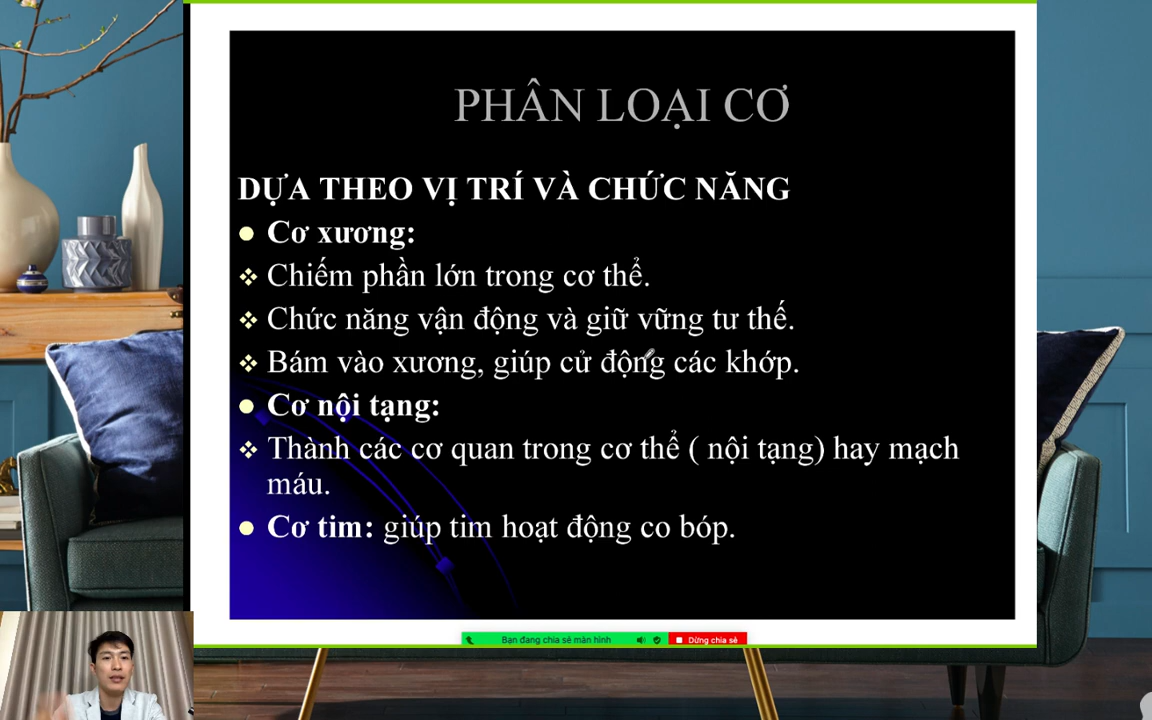 PHÂN LOẠI CƠ
DỰA THEO VỊ TRÍ VÀ CHỨC NĂNG
Cơ xương:
Chiếm phần lớn trong cơ thể.
Chức năng vận động và giữ vững tư thế.
Bám vào xương, giúp cử động các khớp.
Cơ nội tạng:
Thành các cơ quan trong cơ thể ( nội tạng) hay mạch
máu.
Cơ tim: giúp tim hoạt động co bóp.
Bạn đang chia sẻ màn hình
Dừng chia sẻ